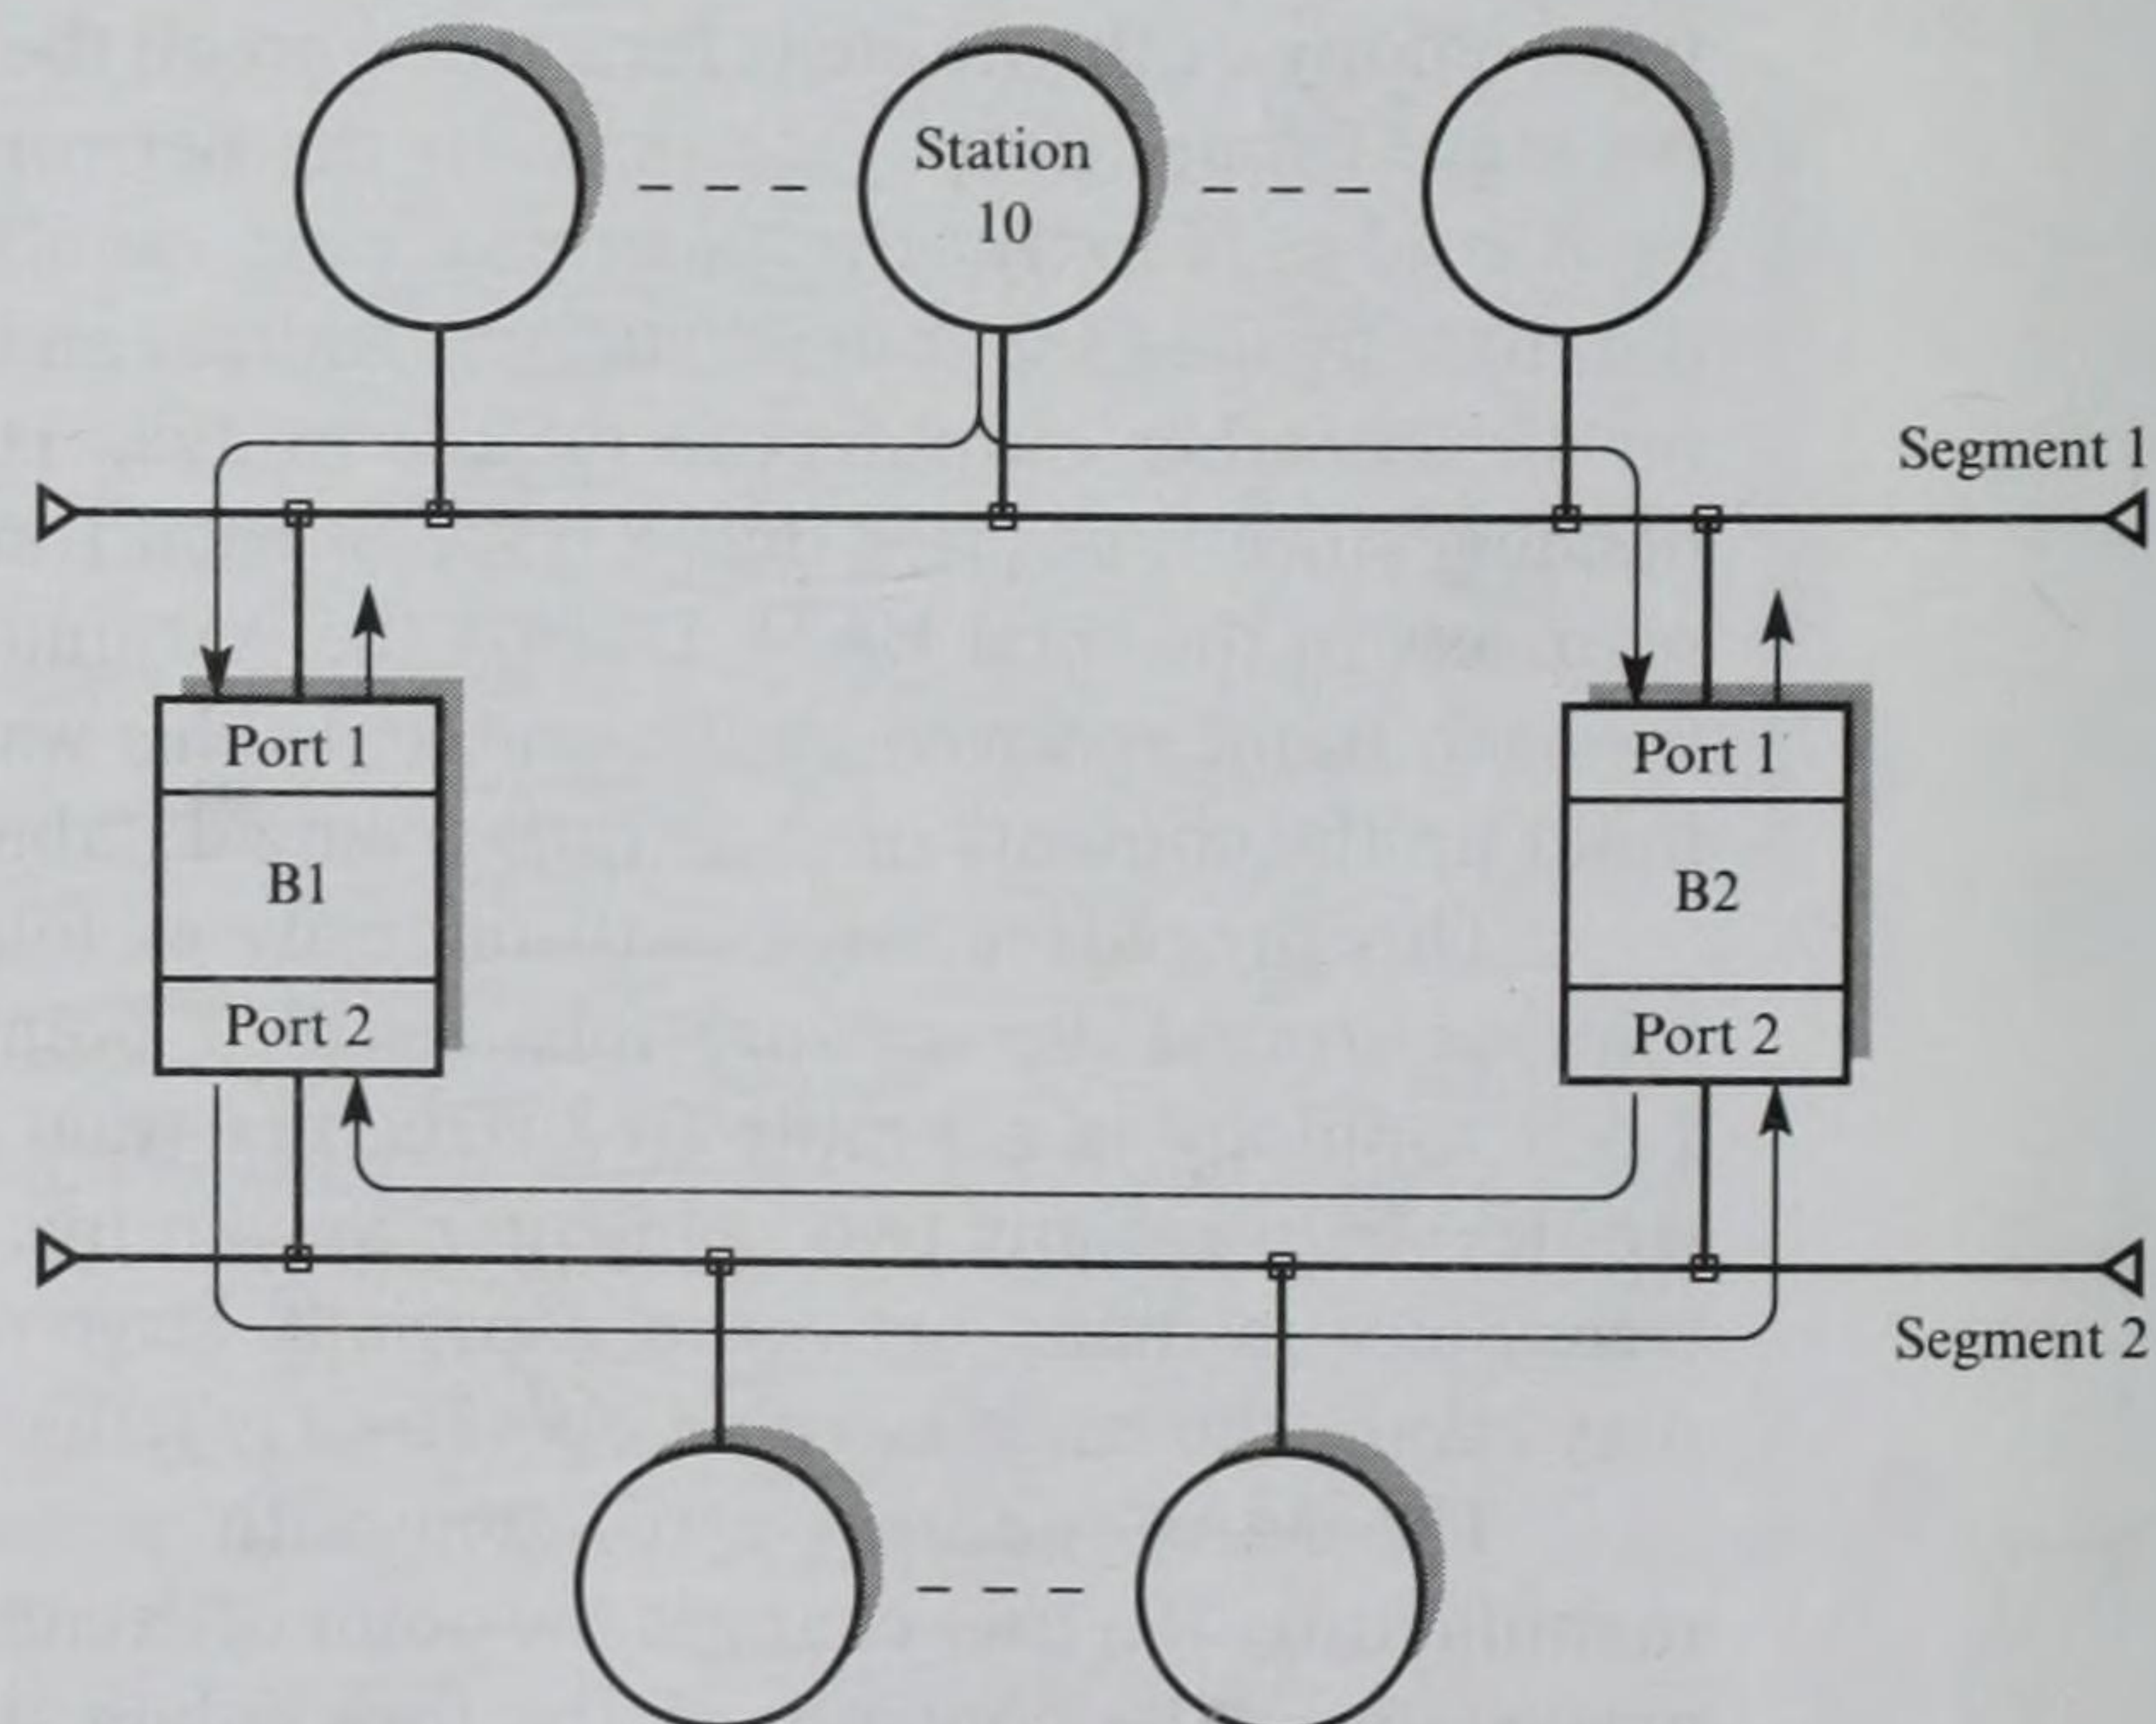 Station
10
Segment 1
Port 1
Port 1
B1
B2
Port 2
Port 2
Segment 2